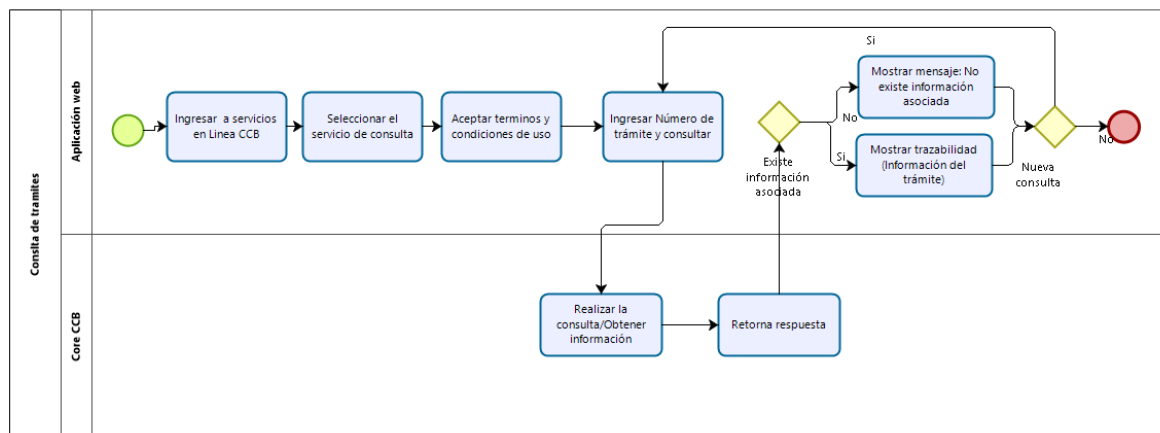 Consita de tramites
Aplicación web
Ingresar a servicios
en Linea CCB
Seleccionar el
servicio de consulta
Aceptar terminos y
condiciones de uso
Ingresar Número de
trámite y consultar
Existe
información
asociada
No
Mostrar mensaje: No
existe información
asociada
Si
Mostrar trazabilidad
(Información del
trámite)
Nueva
consulta
Si
No
Core CCB
Realizar la
consulta/Obtener
información
Retorna respuesta